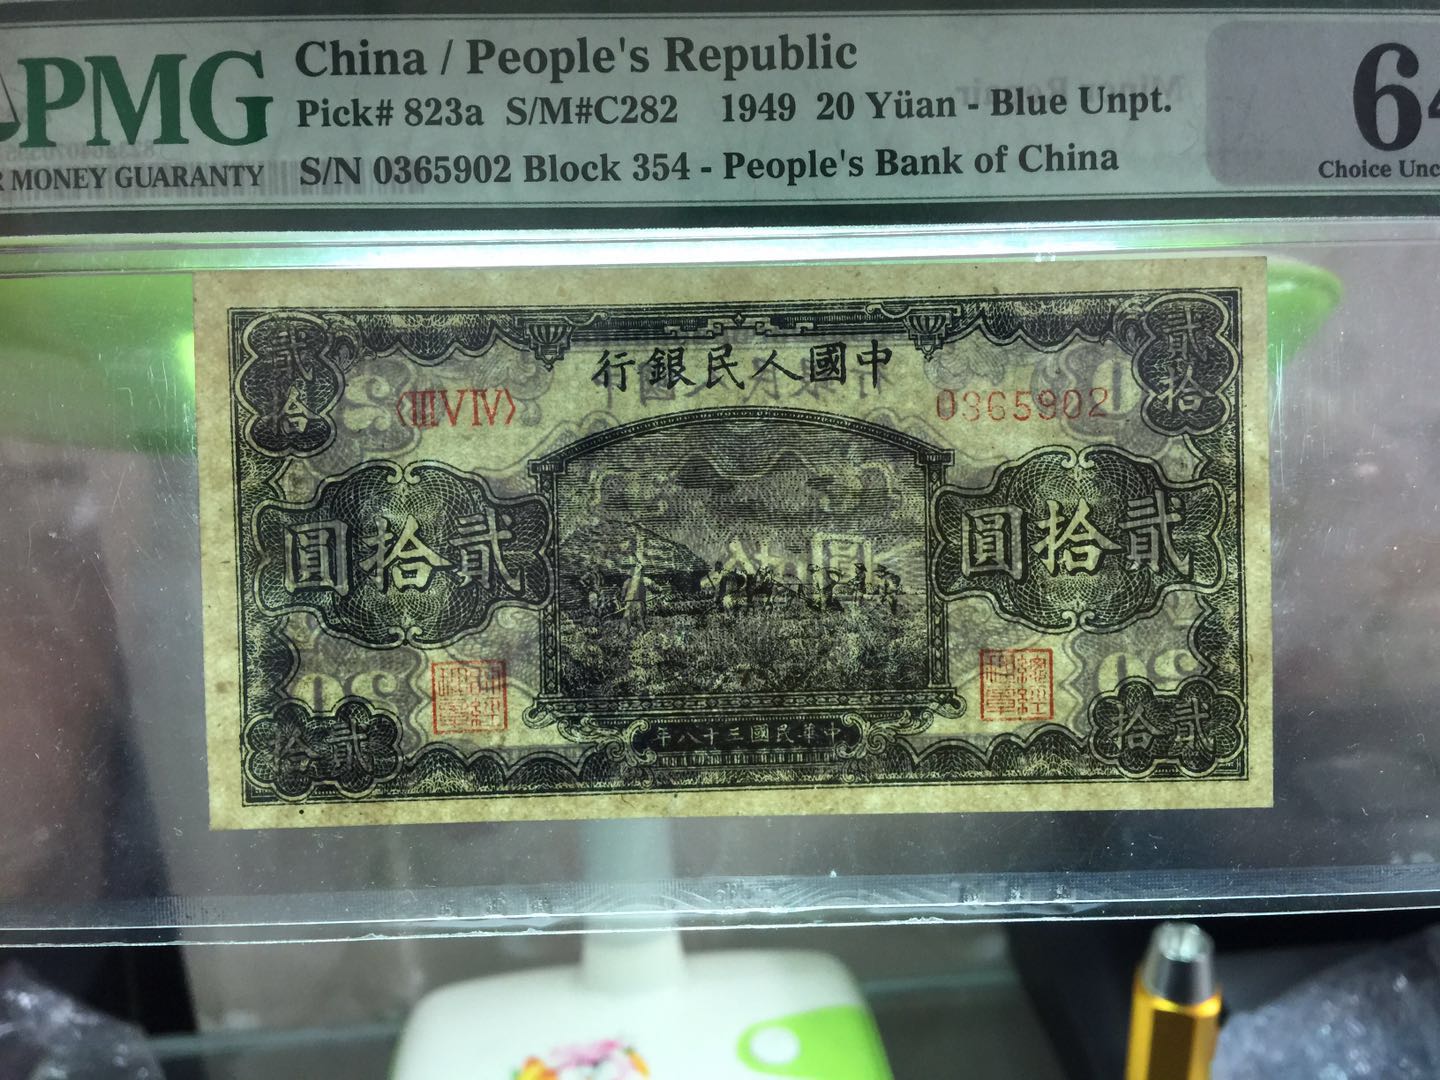 PMG
China / People's Republic
Pick# 823a S/M#C282 1949 20 Yüan - Blue Unpt.
S/N 0365902 Block 354 - People's Bank of China
MONEY GUARANTY
64
Choice Unc
貳拾
行銀民人國中
貳拾
〈ⅢⅤⅣ〉
0365902
圓拾貳
圓拾貳
年八十三國民華中
拾貳
拾貳